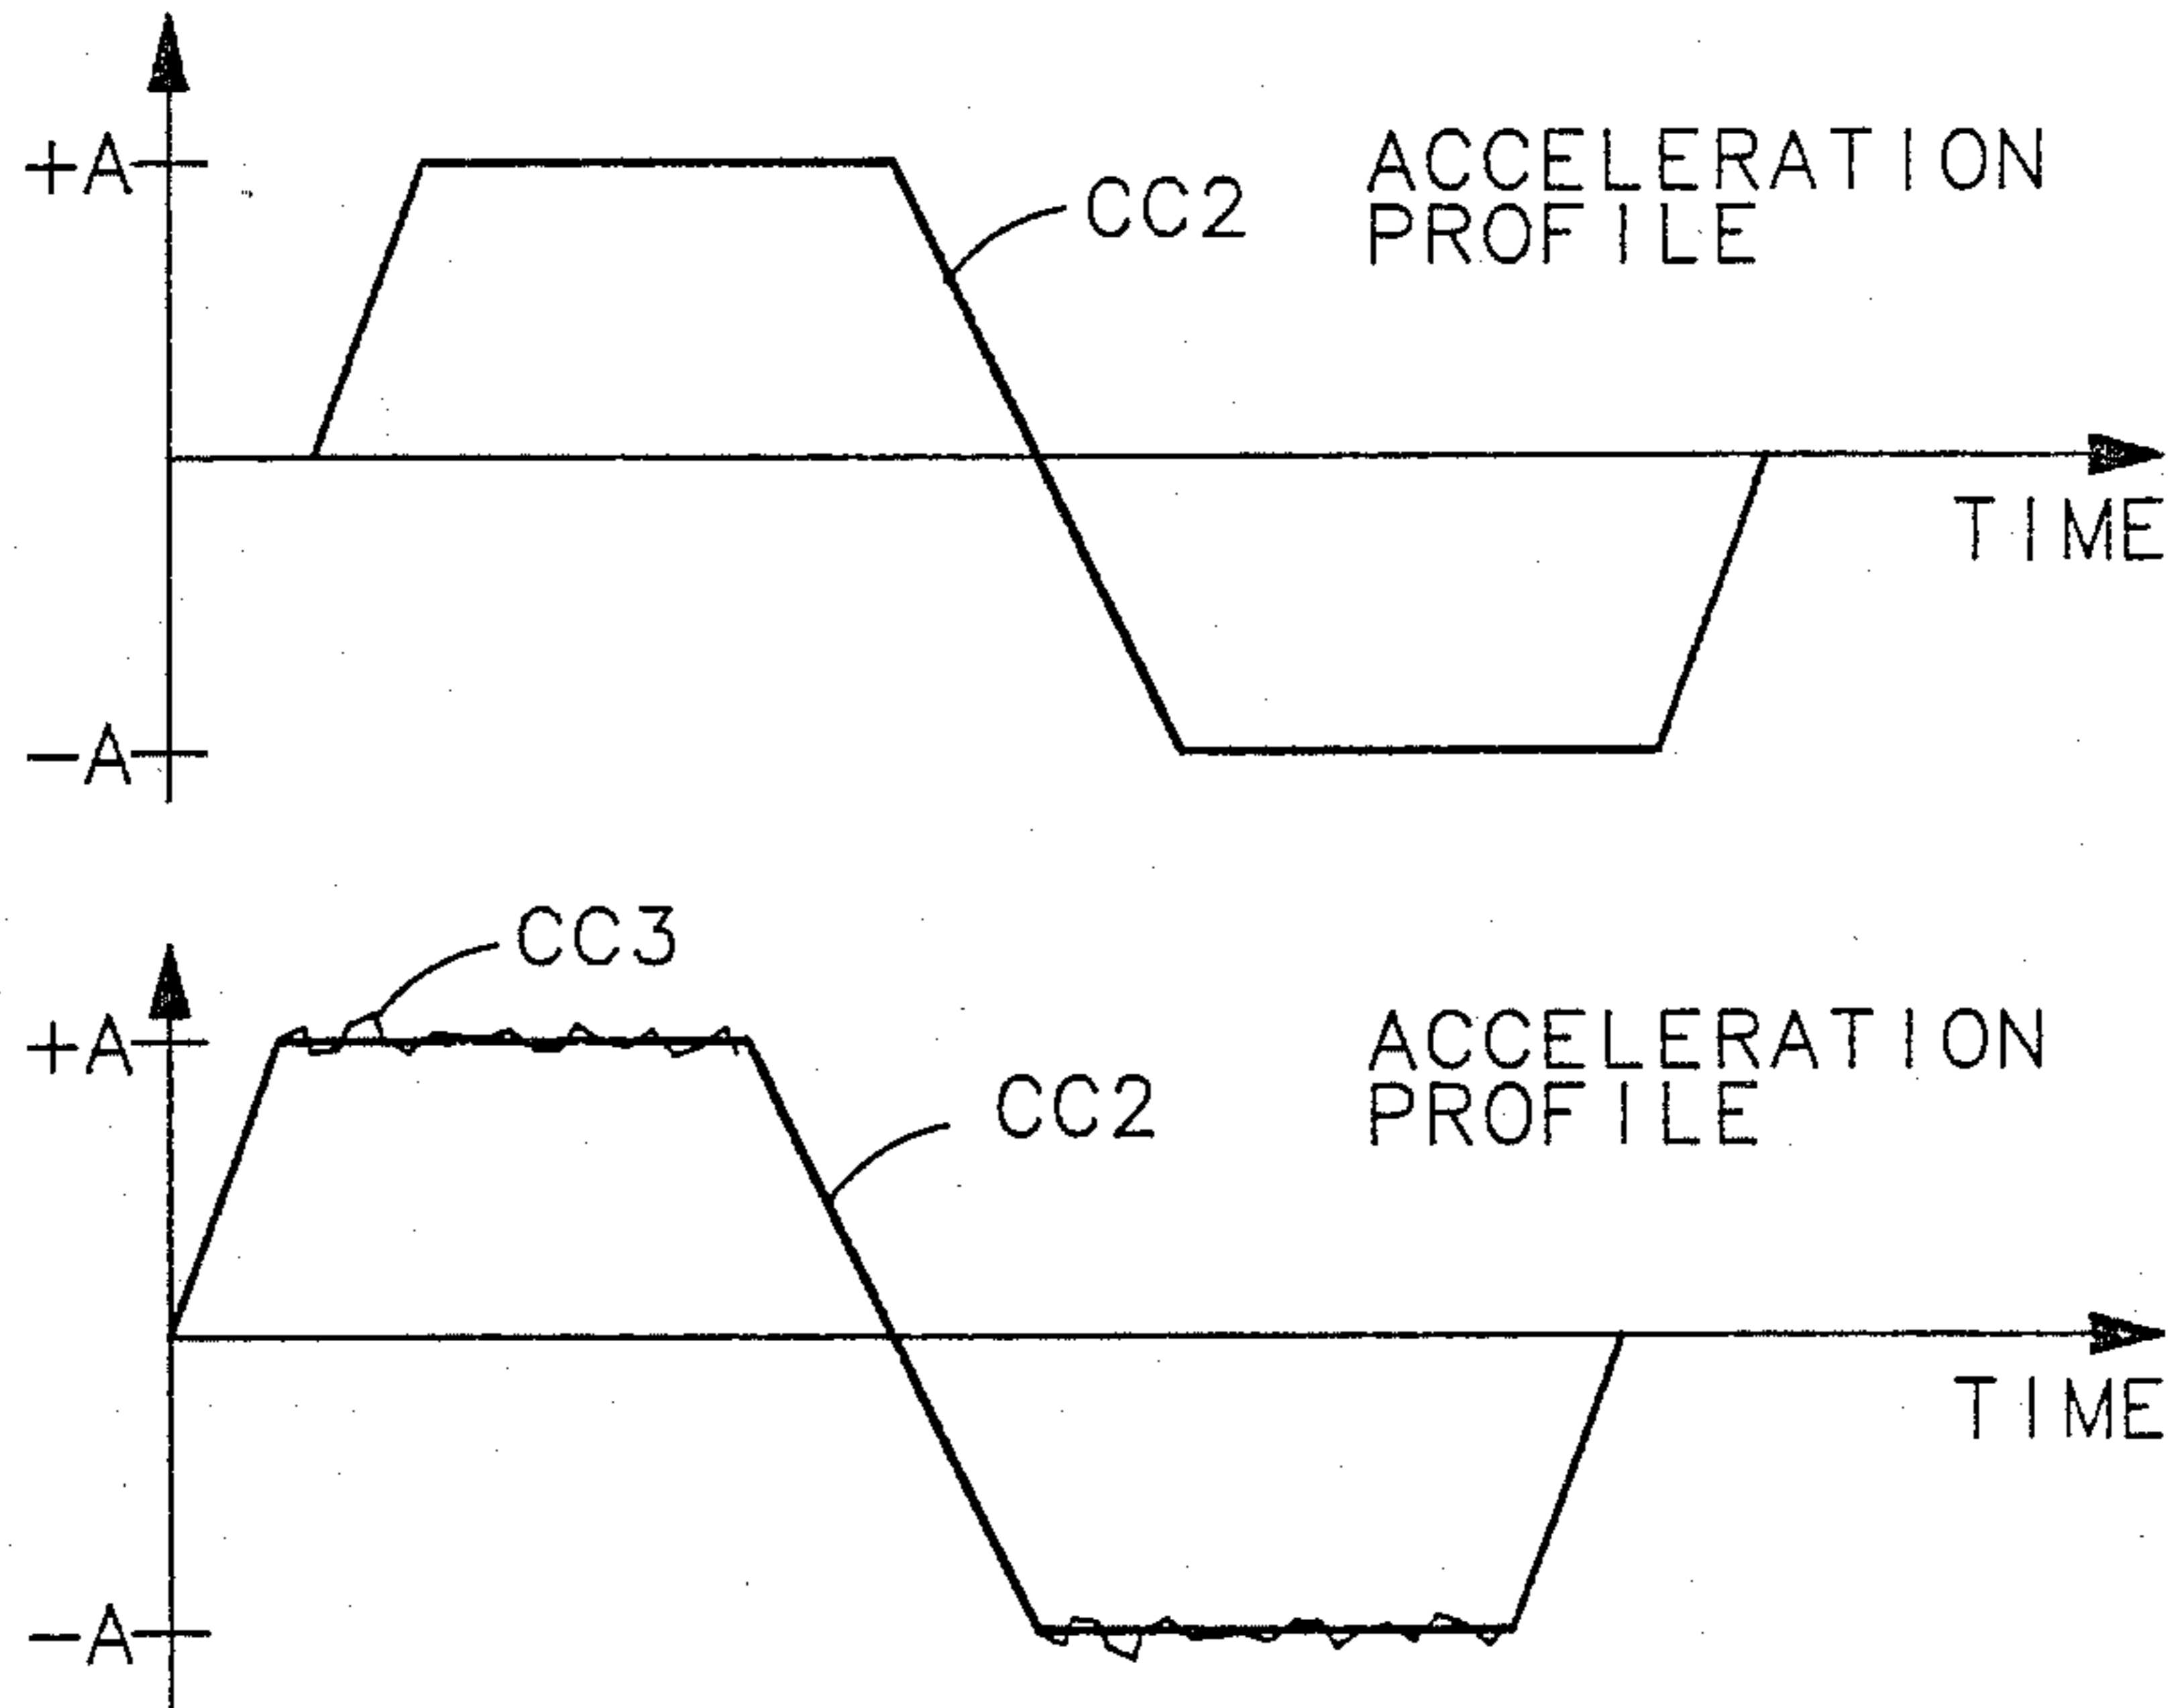 +A
CC2
ACCELERATION
PROFILE
TIME
-A
CC3
+A
CC2
ACCELERATION
PROFILE
TIME
-A